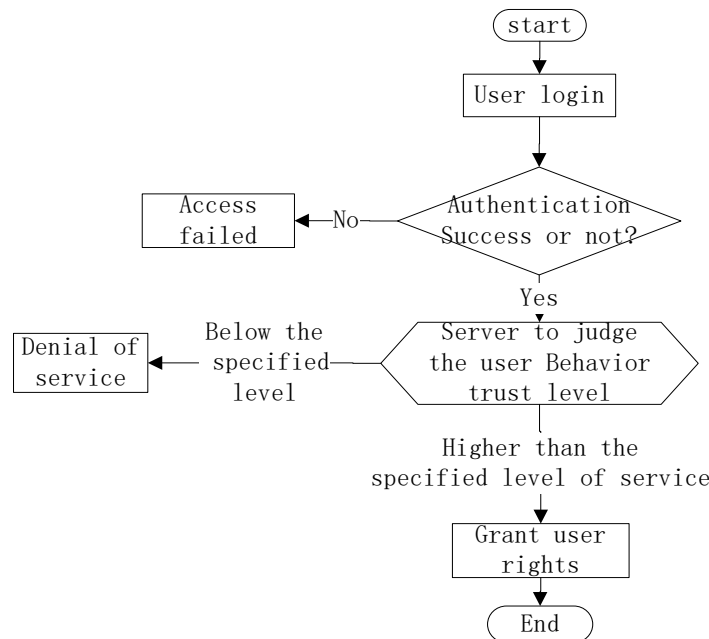 start
User login
Authentication
Success or not?
No
Access
failed
Yes
Server to judge
the user Behavior
trust level
Below the
specified
level
Denial of
service
Higher than the
specified level of service
Grant user
rights
End